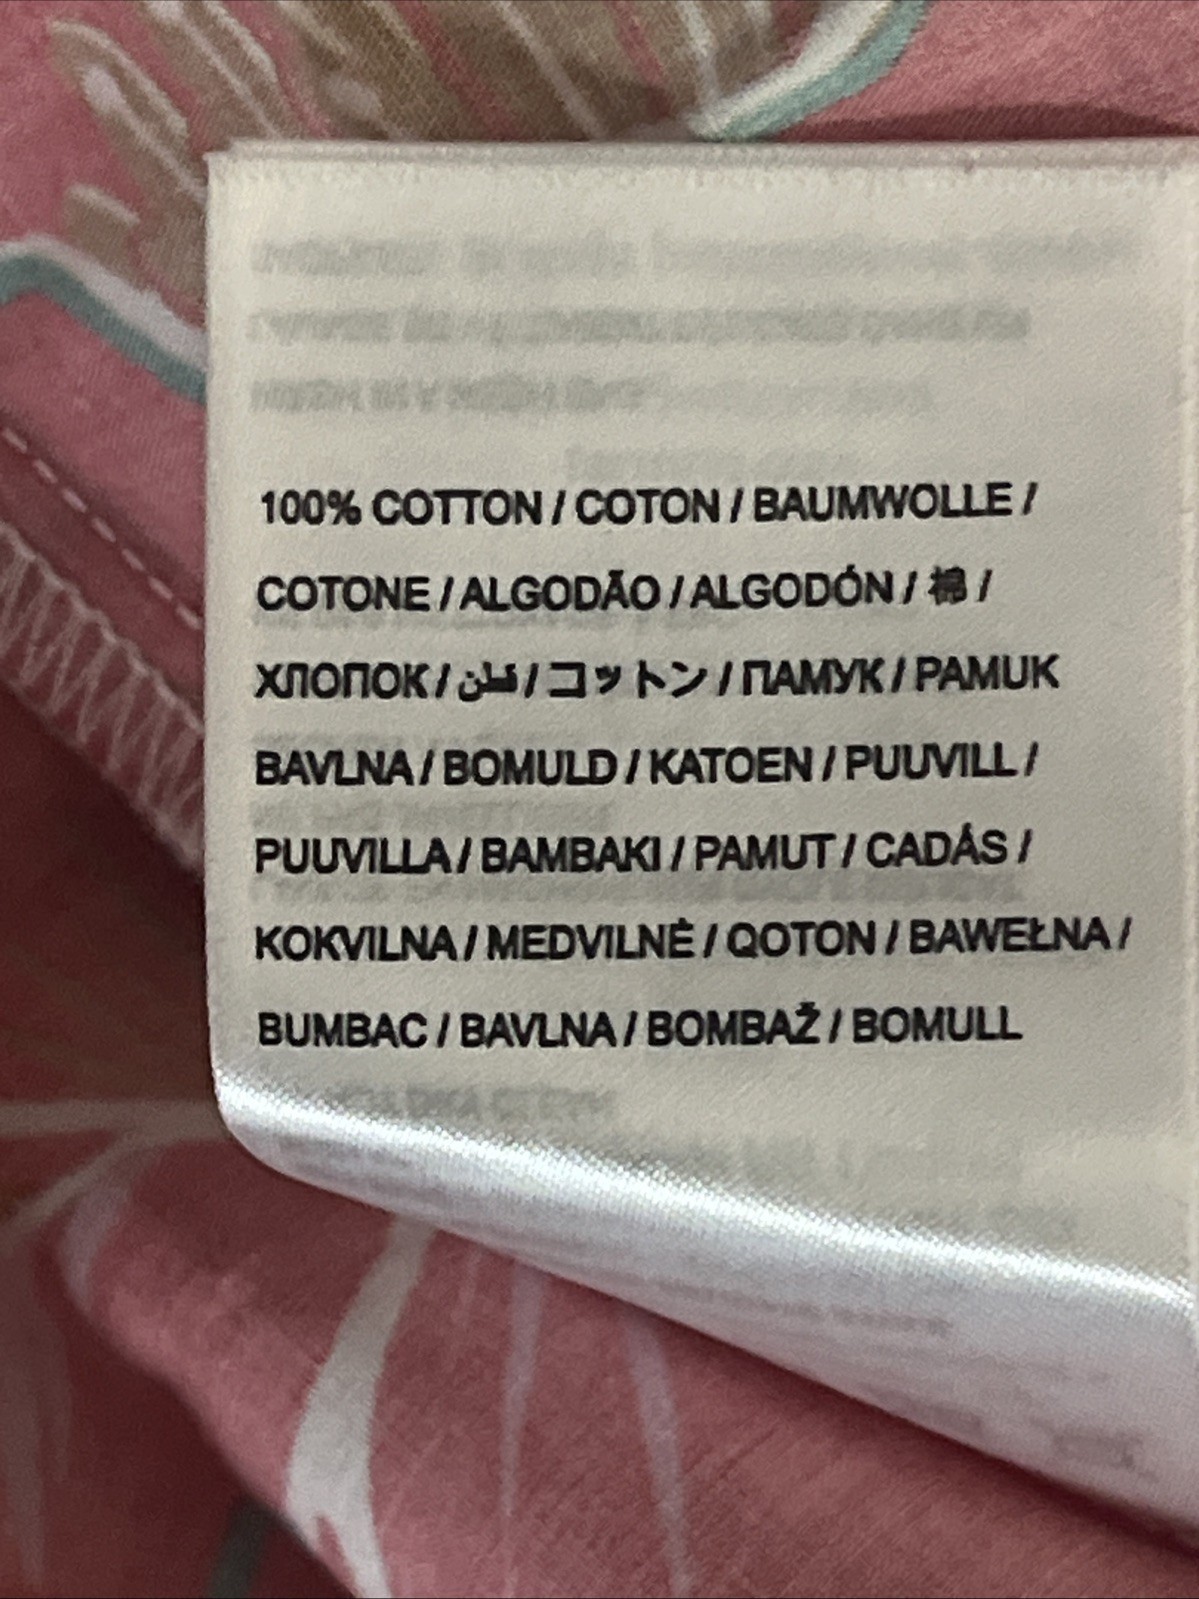 100% COTTON / COTON / BAUMWOLLE /
COTONE / ALGODÃO / ALGODÓN / 棉 /
ХЛОПОК / قطن / コットン / ПАМУК / PAMUK
BAVLNA / BOMULD / KATOEN / PUUVILL /
PUUVILLA / BAMBAKI / PAMUT / CADÁS /
KOKVILNA / MEDVILNĖ / QOTON / BAWEŁNA /
BUMBAC / BAVLNA / BOMBAŽ / BOMULL